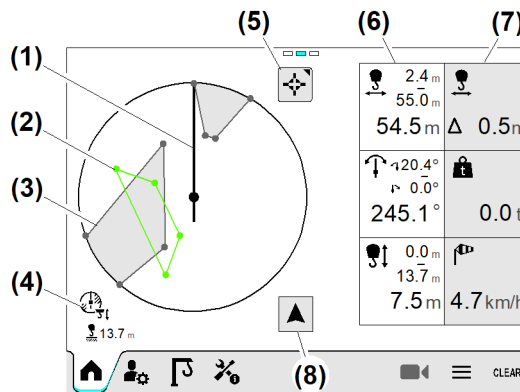 (5)
(6)
(7)
(1)
(2)
(3)
(4)
(8)
13.7 m
2.4 m
–
55.0 m
54.5 m
Δ 0.5 m
20.4°
–
0.0°
245.1°
t
0.0 t
0.0 m
–
13.7 m
7.5 m
4.7 km/h
CLEAR